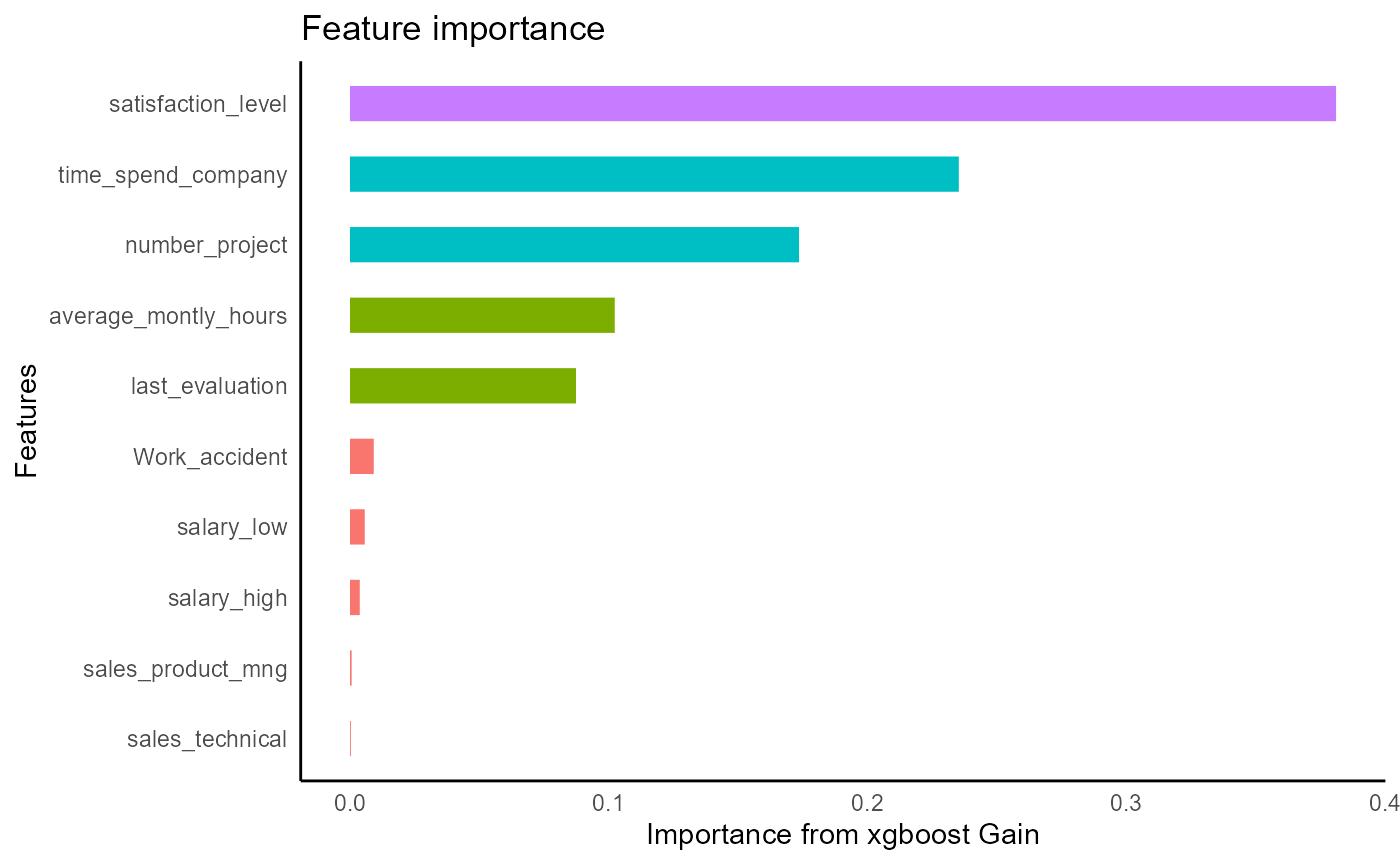 Feature importance
satisfaction_level
time_spend_company
number_project
average_montly_hours
last_evaluation
Work_accident
salary_low
salary_high
sales_product_mng
sales_technical
Features
0.0 0.1 0.2 0.3 0.4
Importance from xgboost Gain